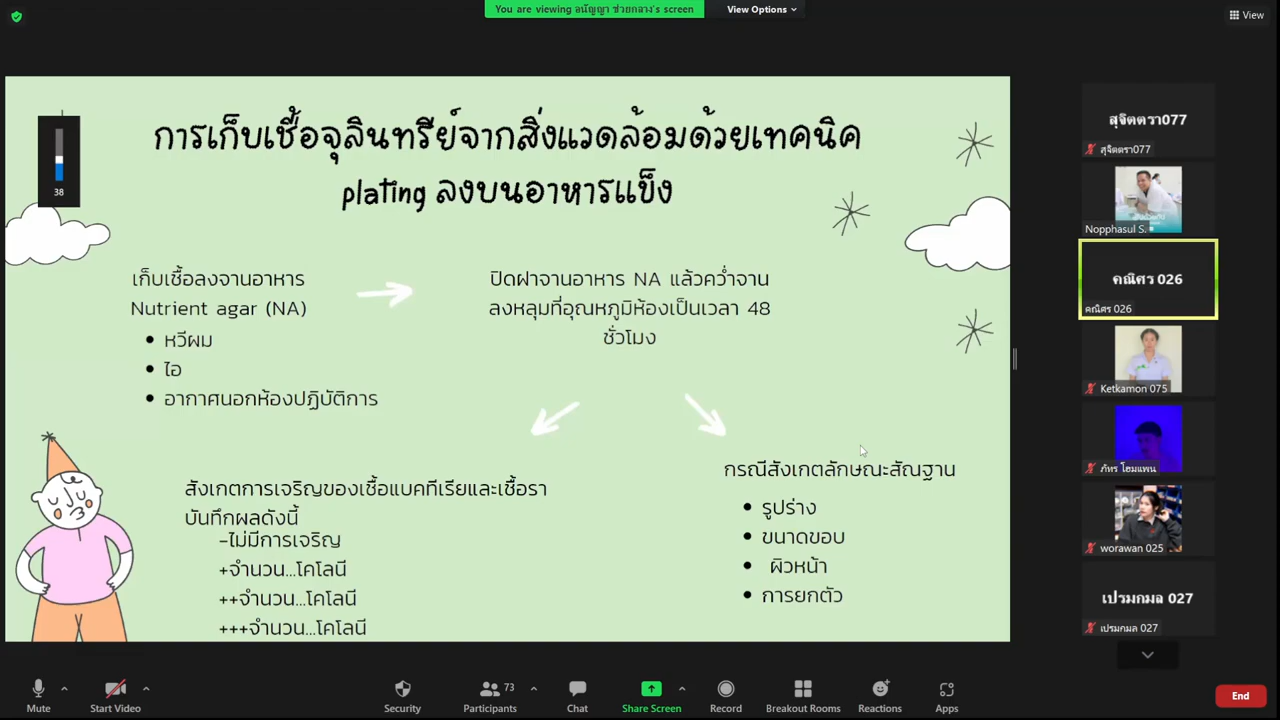 You are viewing อนัญญา ช่วยกลาง's screen
View Options
View
การเก็บเชื้อจุลินทรีย์จากสิ่งแวดล้อมด้วยเทคนิค
plating ลงบนอาหารแข็ง
38
เก็บเชื้อลงจานอาหาร
Nutrient agar (NA)
• หวีผม
• ไอ
• อากาศนอกห้องปฏิบัติการ
ปิดฝาจานอาหาร NA แล้วคว่ำจาน
ลงหลุมที่อุณหภูมิห้องเป็นเวลา 48
ชั่วโมง
สังเกตการเจริญของเชื้อแบคทีเรียและเชื้อรา
บันทึกผลดังนี้
-ไม่มีการเจริญ
+จำนวน...โคโลนี
++จำนวน...โคโลนี
+++จำนวน...โคโลนี
กรณีสังเกตลักษณะสัณฐาน
• รูปร่าง
• ขนาดขอบ
• ผิวหน้า
• การยกตัว
สุจิตตรา077
สุจิตตรา077
Nopphasul S.
คณิศร 026
คณิศร 026
Ketkamon 075
ภัทร โฮมแพน
worawan 025
เปรมกมล 027
เปรมกมล 027
Mute
Start Video
Security
Participants
73
Chat
Share Screen
Record
Breakout Rooms
Reactions
Apps
End